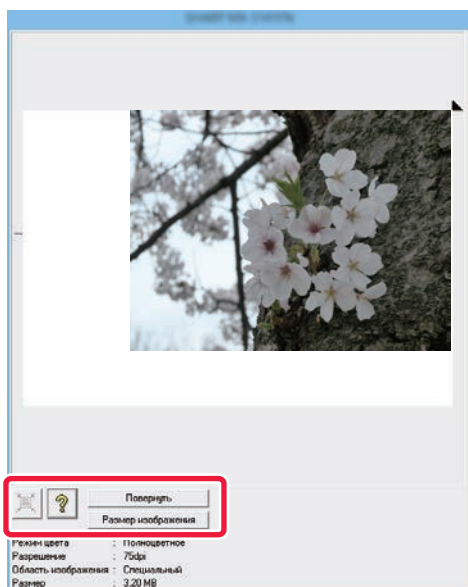 ?
Повернуть
Размер изображения
Режим цвета : Полноцветное
Разрешение : 75dpi
Область изображения : Специальный
Размер : 3.20 MB